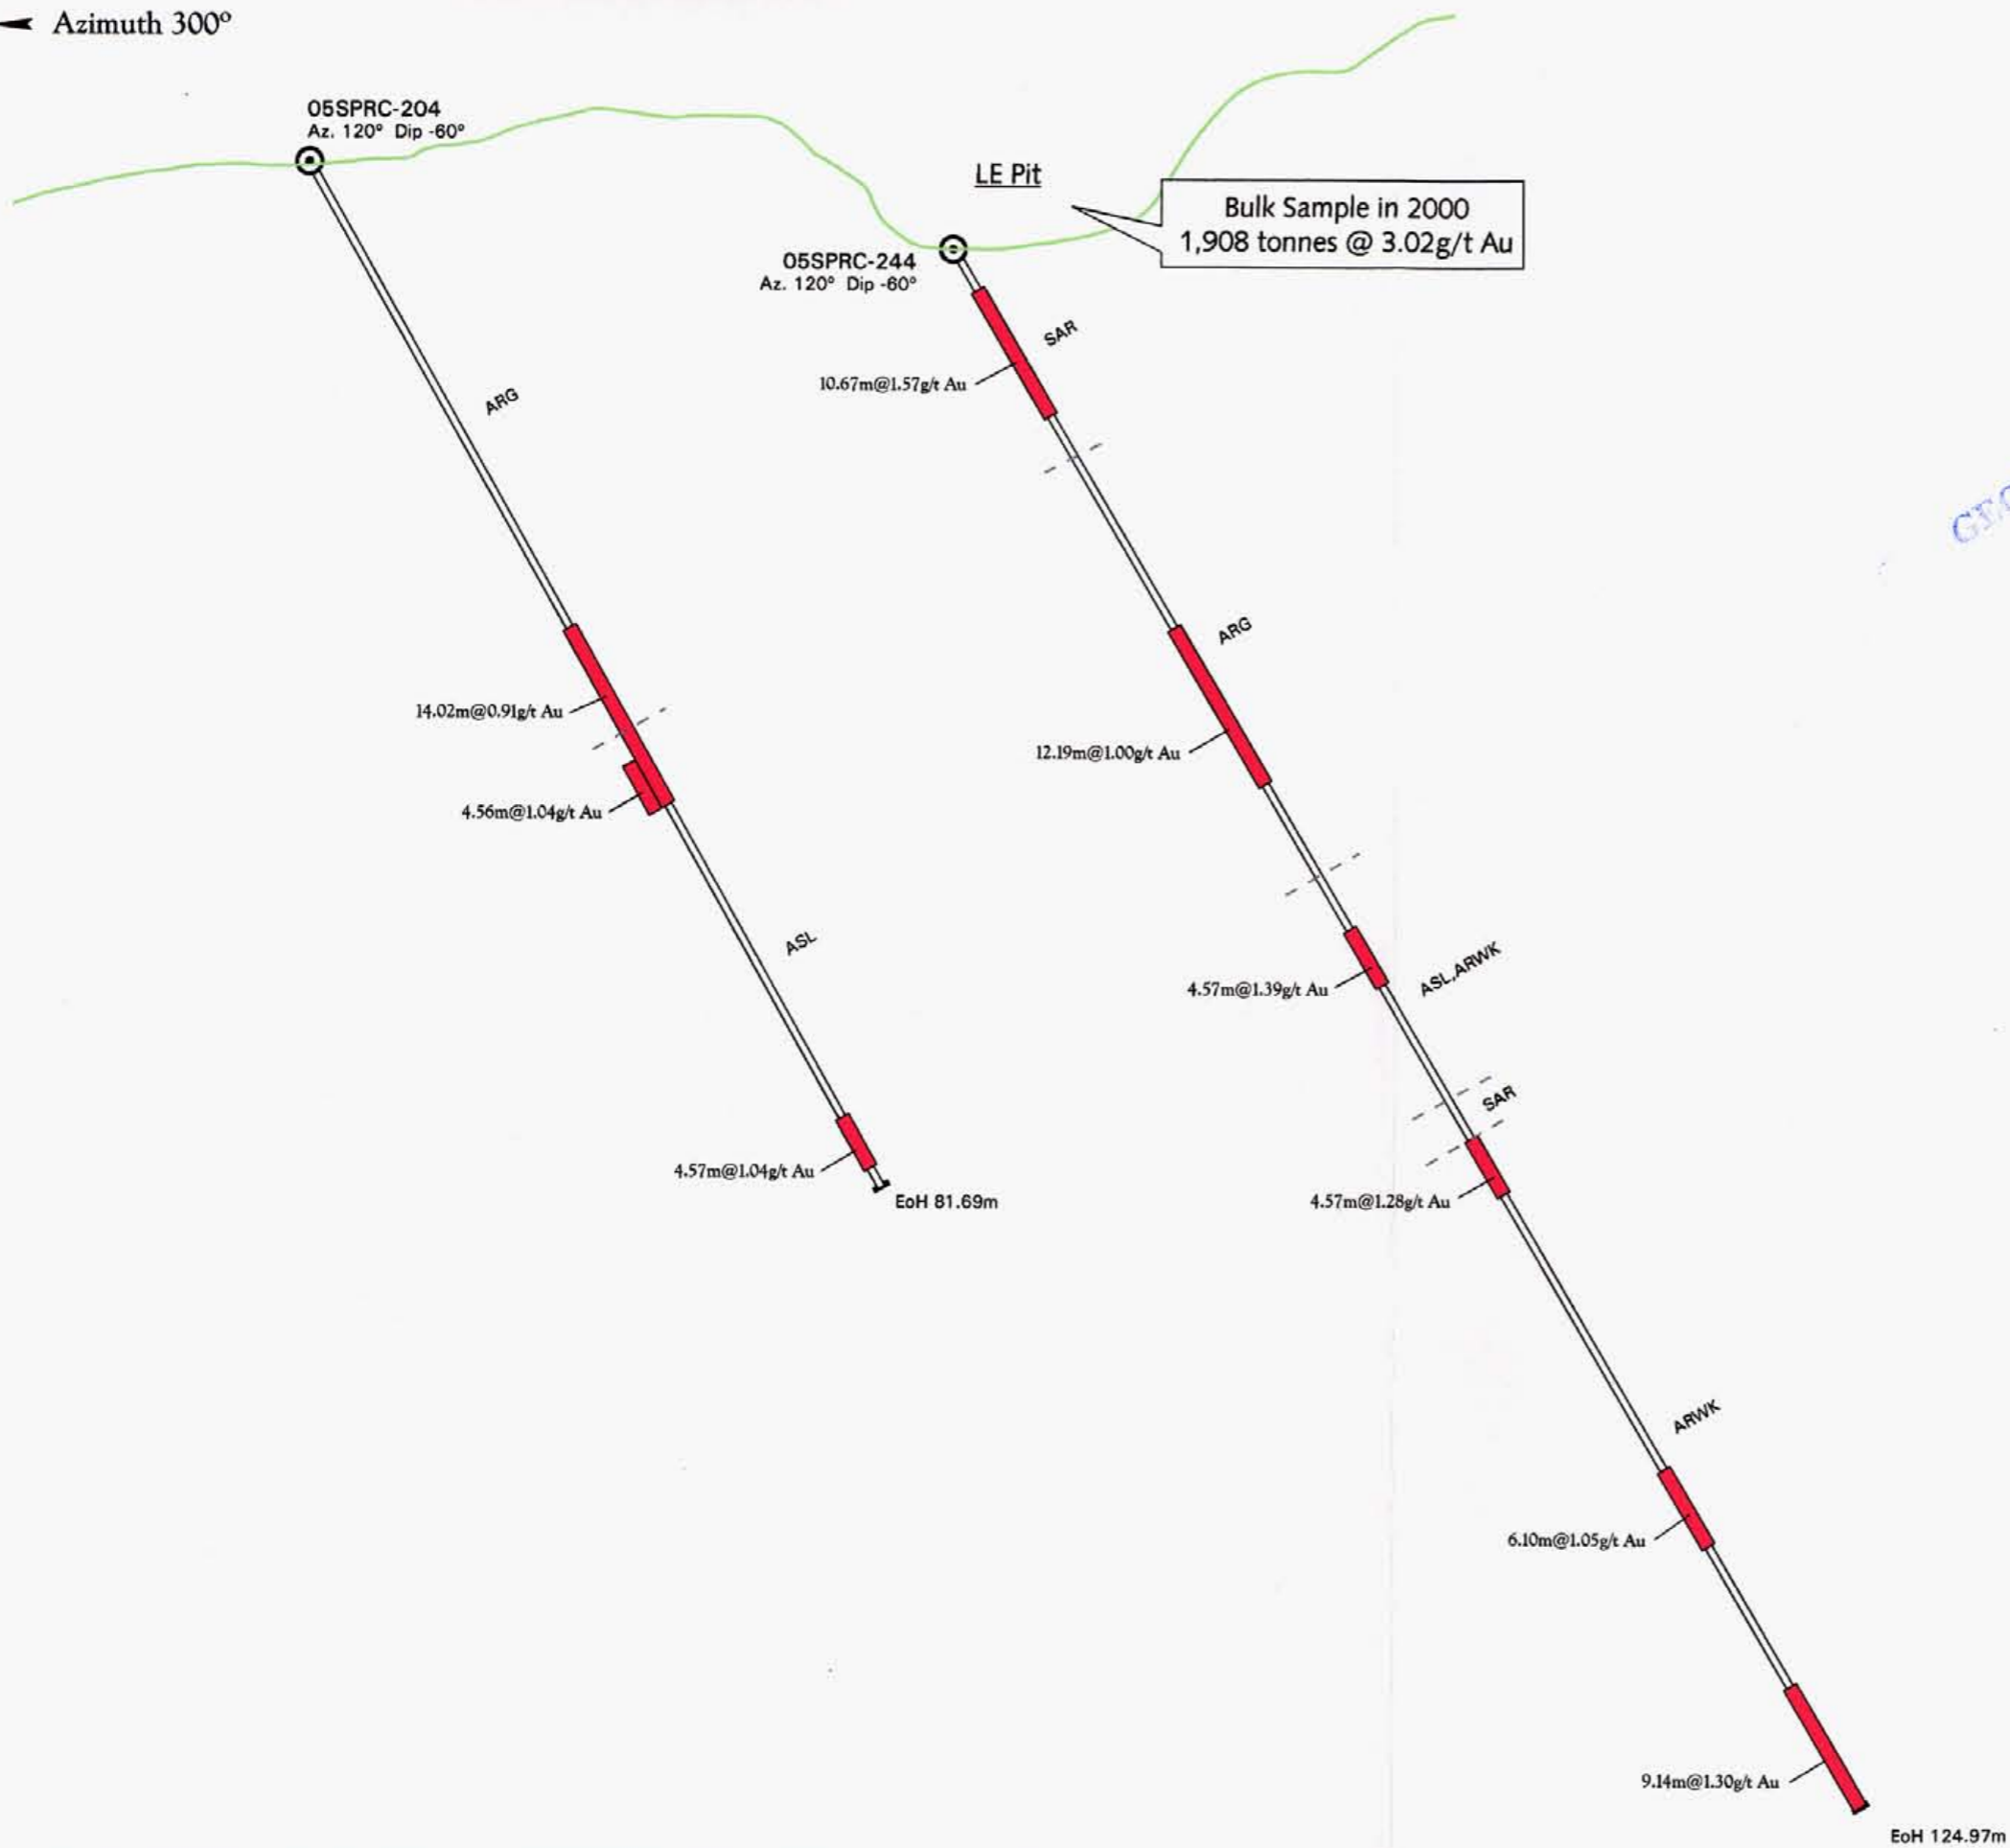 Azimuth 300°
05SPRC-204
Az. 120° Dip -60°
LE Pit
Bulk Sample in 2000
1,908 tonnes @ 3.02g/t Au
05SPRC-244
Az. 120° Dip -60°
SAR
10.67m@1.57g/t Au
ARG
ARG
14.02m@0.91g/t Au
12.19m@1.00g/t Au
4.56m@1.04g/t Au
ASL
ASL,ARWK
4.57m@1.39g/t Au
SAR
4.57m@1.04g/t Au
EoH 81.69m
4.57m@1.28g/t Au
ARWK
6.10m@1.05g/t Au
9.14m@1.30g/t Au
EoH 124.97m